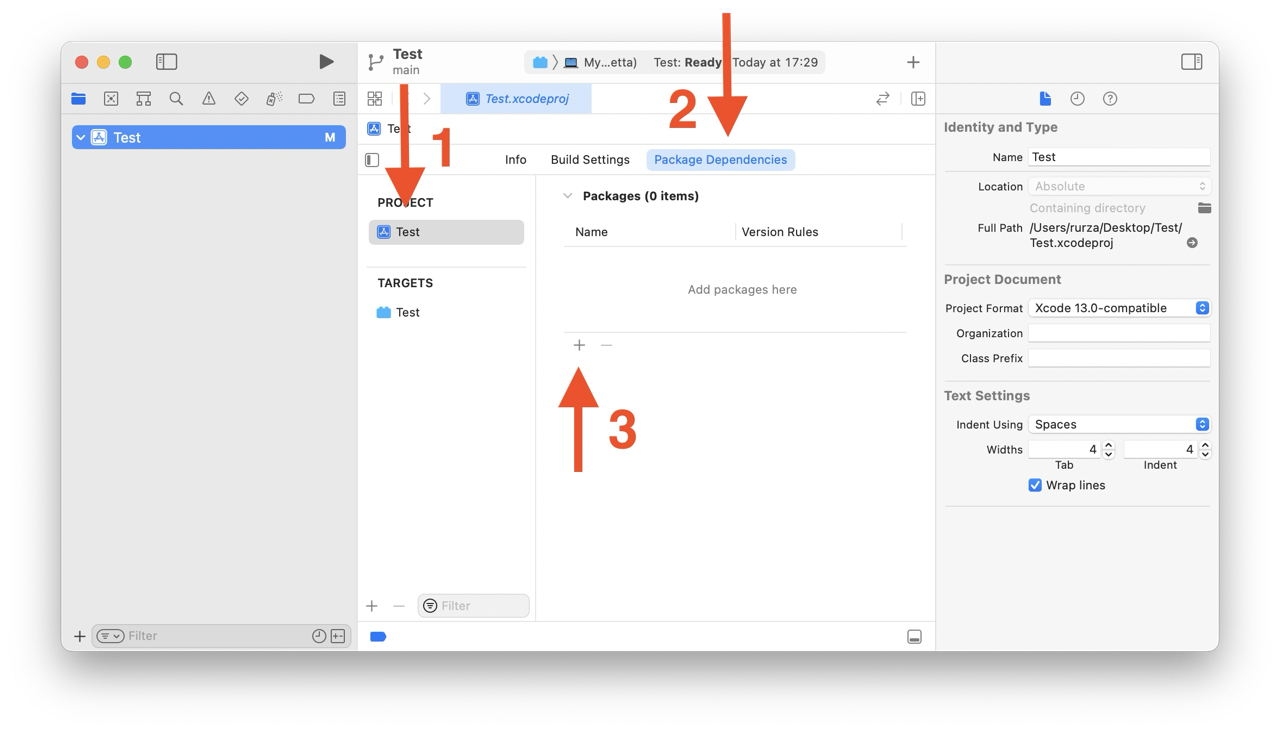 Test
main
My...etta)
Test: Ready
Today at 17:29
Test.xcodeproj
Test
M
Test
1
2
Info
Build Settings
Package Dependencies
PROJECT
Test
TARGETS
Test
Packages (0 items)
Name
Version Rules
Add packages here
3
Filter
Filter
Identity and Type
Name
Test
Location
Absolute
Containing directory
Full Path
/Users/rurza/Desktop/Test/
Test.xcodeproj
Project Document
Project Format
Xcode 13.0-compatible
Organization
Class Prefix
Text Settings
Indent Using
Spaces
Widths
4
4
Tab
Indent
Wrap lines